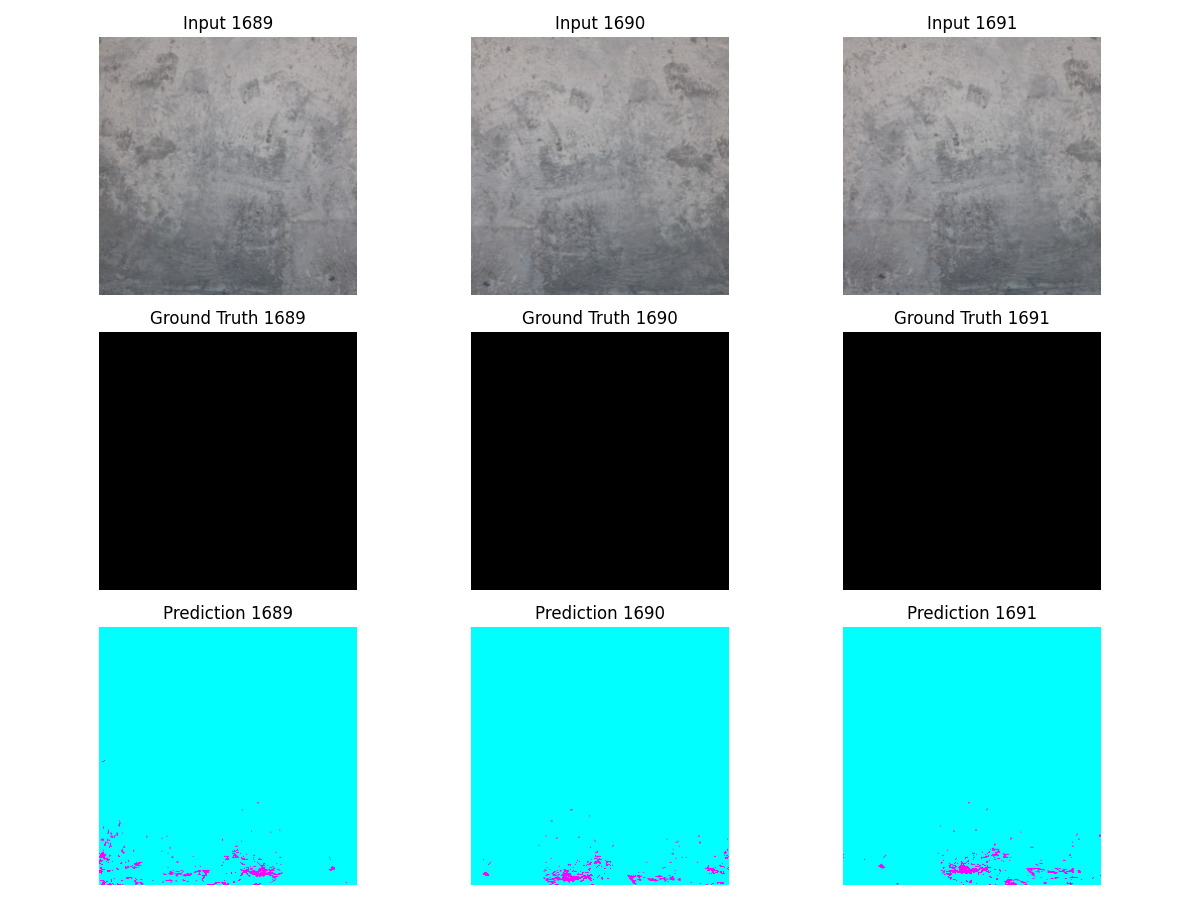 Input 1689
Input 1690
Input 1691
Ground Truth 1689
Ground Truth 1690
Ground Truth 1691
Prediction 1689
Prediction 1690
Prediction 1691